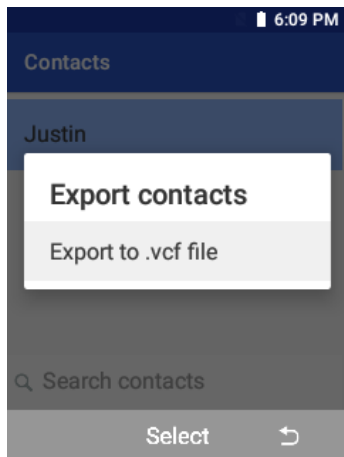 6:09 PM
Contacts
Justin
Export contacts
Export to .vcf file
Search contacts
Select